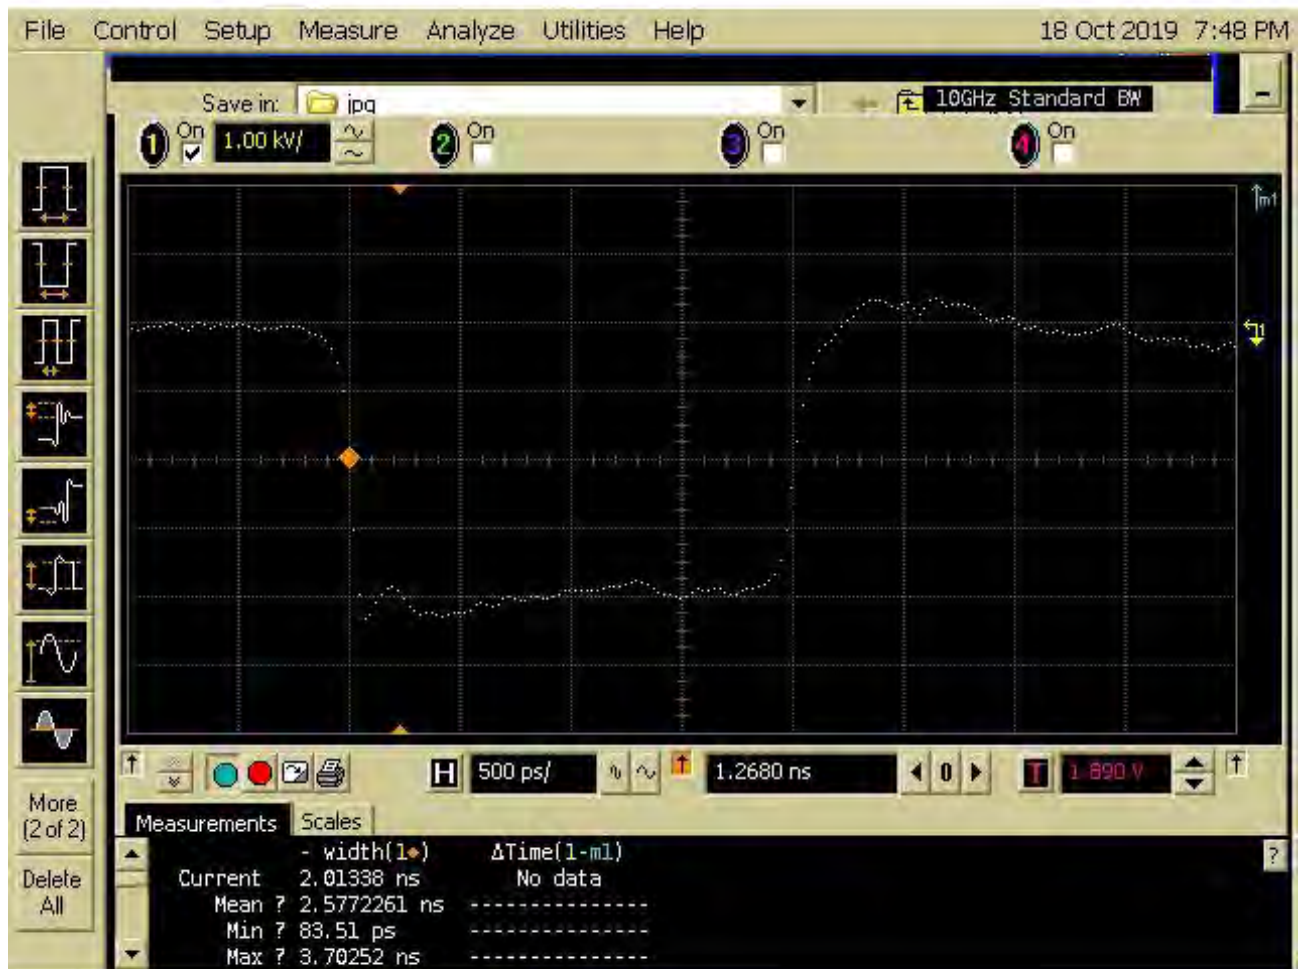 File Control Setup Measure Analyze Utilities Help 18 Oct 2019 7:48 PM
Save in: jpg 10GHz Standard BW
1 On 1.00 kV/ 2 On 3 On 4 On
m1
1
H 500 ps/ 1.2680 ns 0 T 1.890 V
More
(2 of 2)
Delete
All
Measurements Scales
- width(1◆) ΔTime(1-m1)
Current 2.01338 ns No data
Mean ? 2.5772261 ns ---------------
Min ? 83.51 ps ---------------
Max ? 3.70252 ns ---------------
?